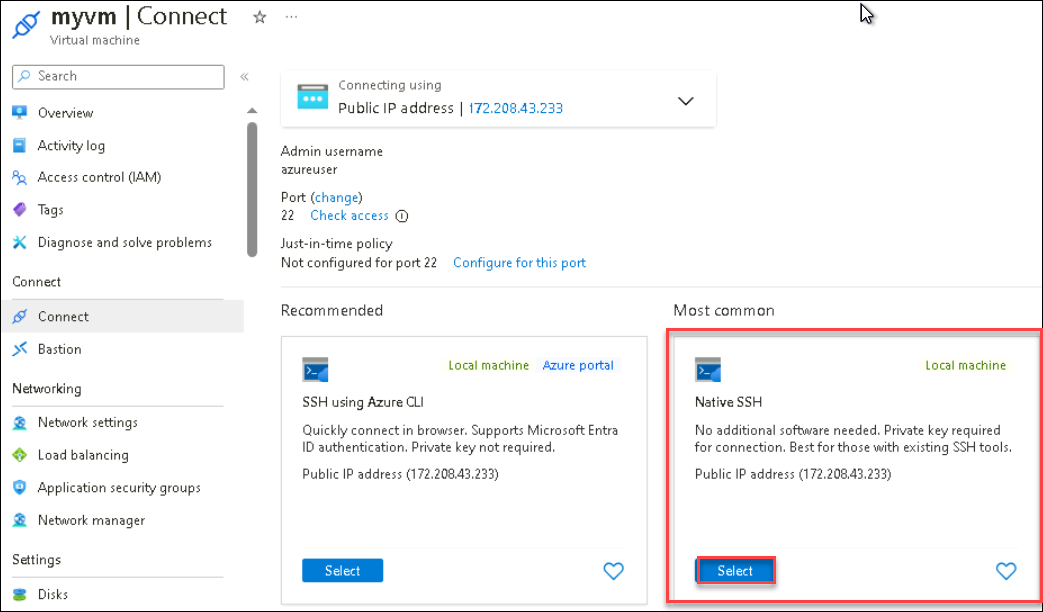 myvm | Connect
Virtual machine
Search
Overview
Activity log
Access control (IAM)
Tags
Diagnose and solve problems
Connect
Connect
Bastion
Networking
Network settings
Load balancing
Application security groups
Network manager
Settings
Disks
Connecting using
Public IP address | 172.208.43.233
Admin username
azureuser
Port (change)
22 Check access
Just-in-time policy
Not configured for port 22 Configure for this port
Recommended
Local machine Azure portal
SSH using Azure CLI
Quickly connect in browser. Supports Microsoft Entra
ID authentication. Private key not required.
Public IP address (172.208.43.233)
Select
Most common
Local machine
Native SSH
No additional software needed. Private key required
for connection. Best for those with existing SSH tools.
Public IP address (172.208.43.233)
Select